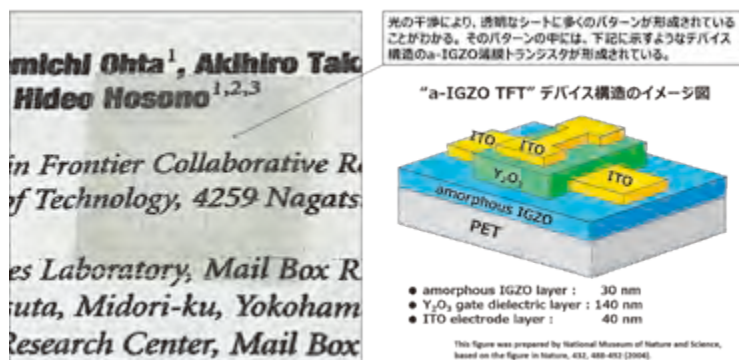 michi Ohta¹, Akihiro Tak
Hideo Hosono¹,²,³
in Frontier Collaborative R
of Technology, 4259 Nagats
es Laboratory, Mail Box R
suta, Midori-ku, Yokoham
Research Center, Mail Box
光の干渉により、透明なシートに多くのパターンが形成されている
ことがわかる。そのパターンの中には、下記に示すようなデバイス
構造のa-IGZO薄膜トランジスタが形成されている。
“a-IGZO TFT” デバイス構造のイメージ図
ITO
ITO
ITO
Y₂O₃
amorphous IGZO
PET
● amorphous IGZO layer : 30 nm
● Y₂O₃ gate dielectric layer : 140 nm
● ITO electrode layer : 40 nm
This figure was prepared by National Museum of Nature and Science,
based on the figure in Nature, 432, 488-492 (2004).